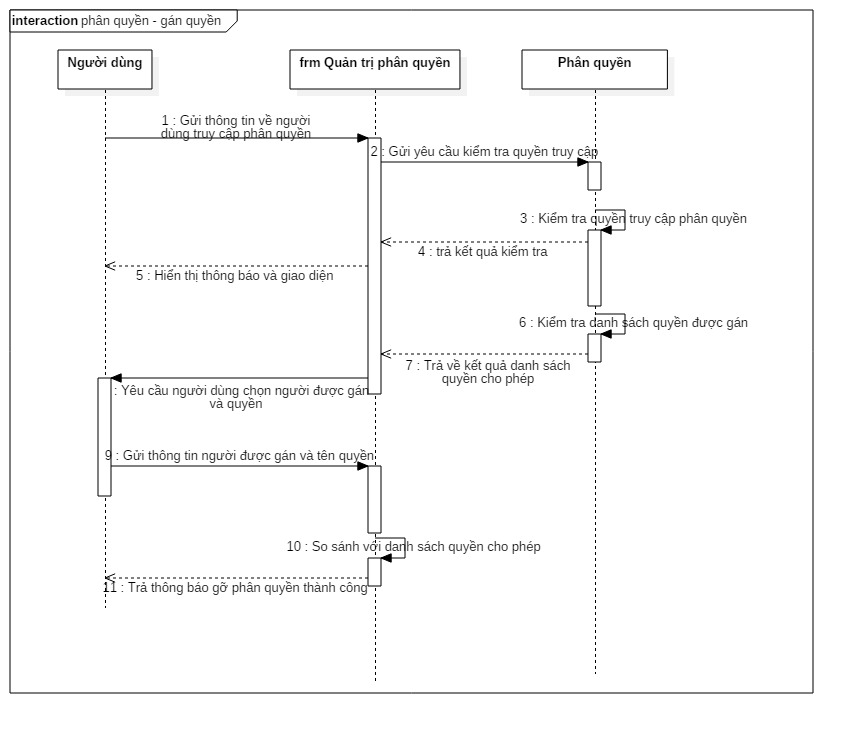 interaction phân quyền - gán quyền
Người dùng
frm Quản trị phân quyền
Phân quyền
1 : Gửi thông tin về người
dùng truy cập phân quyền
2 : Gửi yêu cầu kiểm tra quyền truy cập
3 : Kiểm tra quyền truy cập phân quyền
4 : trả kết quả kiểm tra
5 : Hiển thị thông báo và giao diện
6 : Kiểm tra danh sách quyền được gán
7 : Trả về kết quả danh sách
quyền cho phép
: Yêu cầu người dùng chọn người được gán
và quyền
9 : Gửi thông tin người được gán và tên quyền
10 : So sánh với danh sách quyền cho phép
11 : Trả thông báo gỡ phân quyền thành công